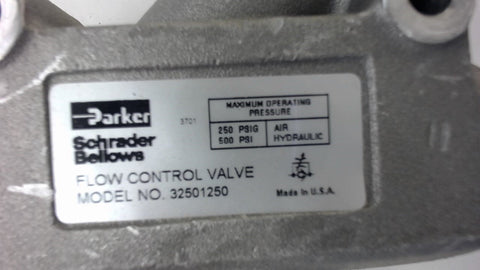 Parker
Schrader
Bellows
3701
MAXIMUM OPERATING
PRESSURE
250 PSIG AIR
500 PSI HYDRAULIC
FLOW CONTROL VALVE
MODEL NO. 32501250
Made In U.S.A.